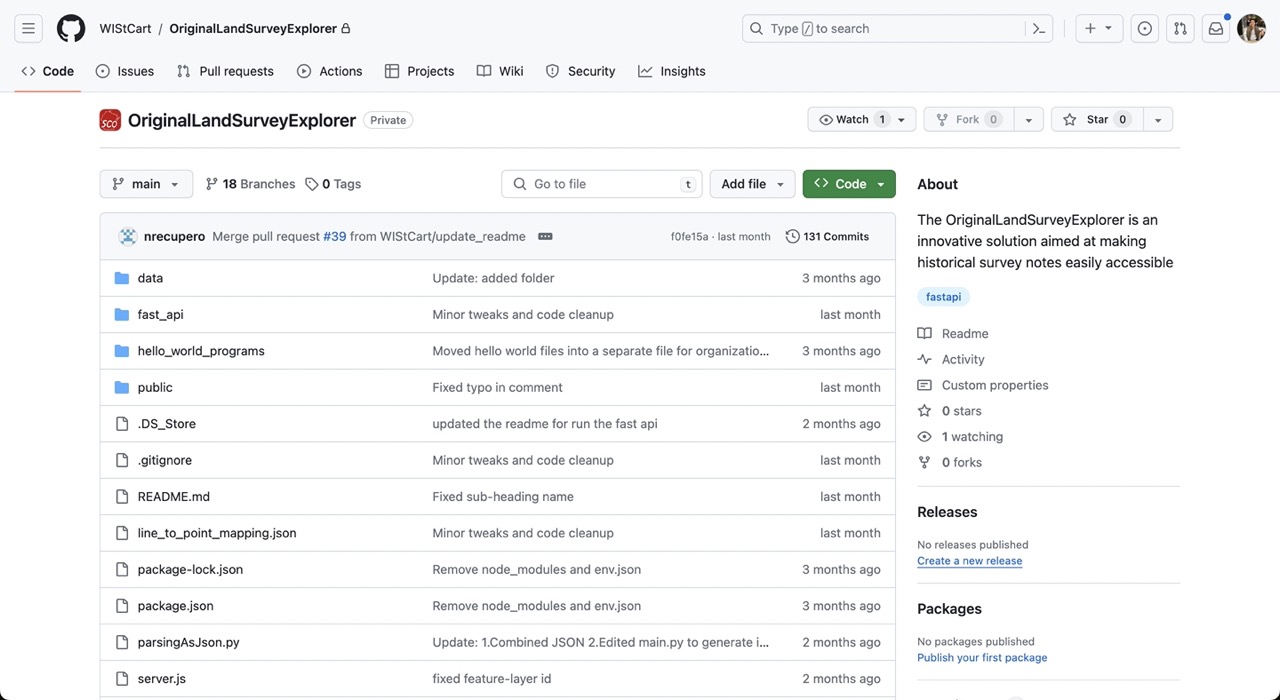 WIStCart / OriginalLandSurveyExplorer
Type / to search
Code Issues Pull requests Actions Projects Wiki Security Insights
sco OriginalLandSurveyExplorer Private
Watch 1 Fork 0 Star 0
main 18 Branches 0 Tags Go to file t Add file Code
nrecupero Merge pull request #39 from WIStCart/update_readme f0fe15a · last month 131 Commits
data Update: added folder 3 months ago
fast_api Minor tweaks and code cleanup last month
hello_world_programs Moved hello world files into a separate file for organizatio... 3 months ago
public Fixed typo in comment last month
.DS_Store updated the readme for run the fast api 2 months ago
.gitignore Minor tweaks and code cleanup last month
README.md Fixed sub-heading name last month
line_to_point_mapping.json Minor tweaks and code cleanup last month
package-lock.json Remove node_modules and env.json 3 months ago
package.json Remove node_modules and env.json 3 months ago
parsingAsJson.py Update: 1.Combined JSON 2.Edited main.py to generate i... 2 months ago
server.js fixed feature-layer id 2 months ago
About
The OriginalLandSurveyExplorer is an
innovative solution aimed at making
historical survey notes easily accessible
fastapi
Readme
Activity
Custom properties
0 stars
1 watching
0 forks
Releases
No releases published
Create a new release
Packages
No packages published
Publish your first package